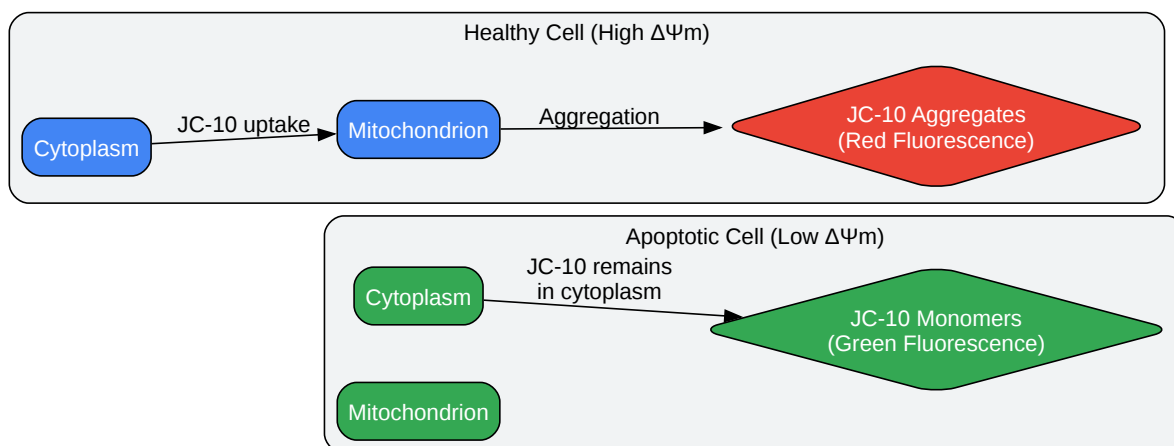 Healthy Cell (High ΔΨm)
Cytoplasm
JC-10 uptake
Mitochondrion
Aggregation
JC-10 Aggregates
(Red Fluorescence)
Apoptotic Cell (Low ΔΨm)
Cytoplasm
JC-10 remains
in cytoplasm
JC-10 Monomers
(Green Fluorescence)
Mitochondrion